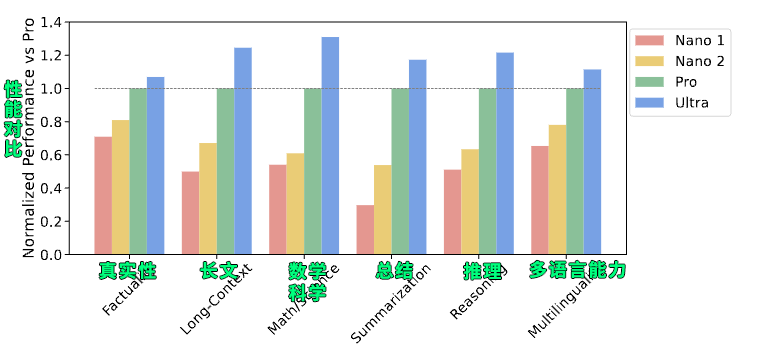 Normalized Performance vs Pro
性能对比
1.4
1.2
1.0
0.8
0.6
0.4
0.2
0.0
Nano 1
Nano 2
Pro
Ultra
真实性
长文
数学
科学
总结
推理
多语言能力
Factuality
Long-Context
Math/Science
Summarization
Reasoning
Multilinguality